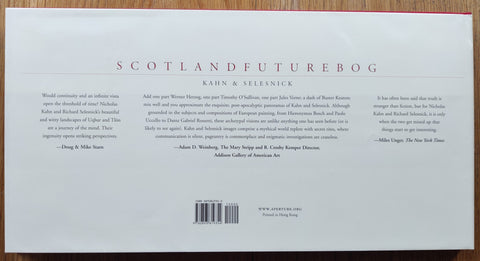 SCOTLANDFUTUREBOG
KAHN & SELESNICK
Would continuity and an infinite vista
open the threshold of time? Nicholas
Kahn and Richard Selesnick's beautiful
and witty landscapes of Uqbar and Tlön
are a journey of the mind. Their
ingenuity opens striking perspectives.
—Doug & Mike Starn
Add one part Werner Herzog, one part Timothy O'Sullivan, one part Jules Verne; a dash of Buster Keaton;
mix well and you approximate the exquisite, post-apocalyptic panoramas of Kahn and Selesnick. Although
grounded in the subjects and compositions of European painting, from Hieronymus Bosch and Paolo
Uccello to Dante Gabriel Rossetti, these archetypal visions are unlike anything one has seen before (or is
likely to see again). Kahn and Selesnick images comprise a mythical world replete with secret rites, where
communication is silent, pageantry is commonplace and enigmatic investigations are ceaseless.
—Adam D. Weinberg, The Mary Stripp and R. Crosby Kemper Director,
Addison Gallery of American Art
It has often been said that truth is
stranger than fiction, but for Nicholas
Kahn and Richard Selesnick, it is only
when the two get mixed up that
things start to get interesting.
—Miles Unger, The New York Times
WWW.APERTURE.ORG
Printed in Hong Kong